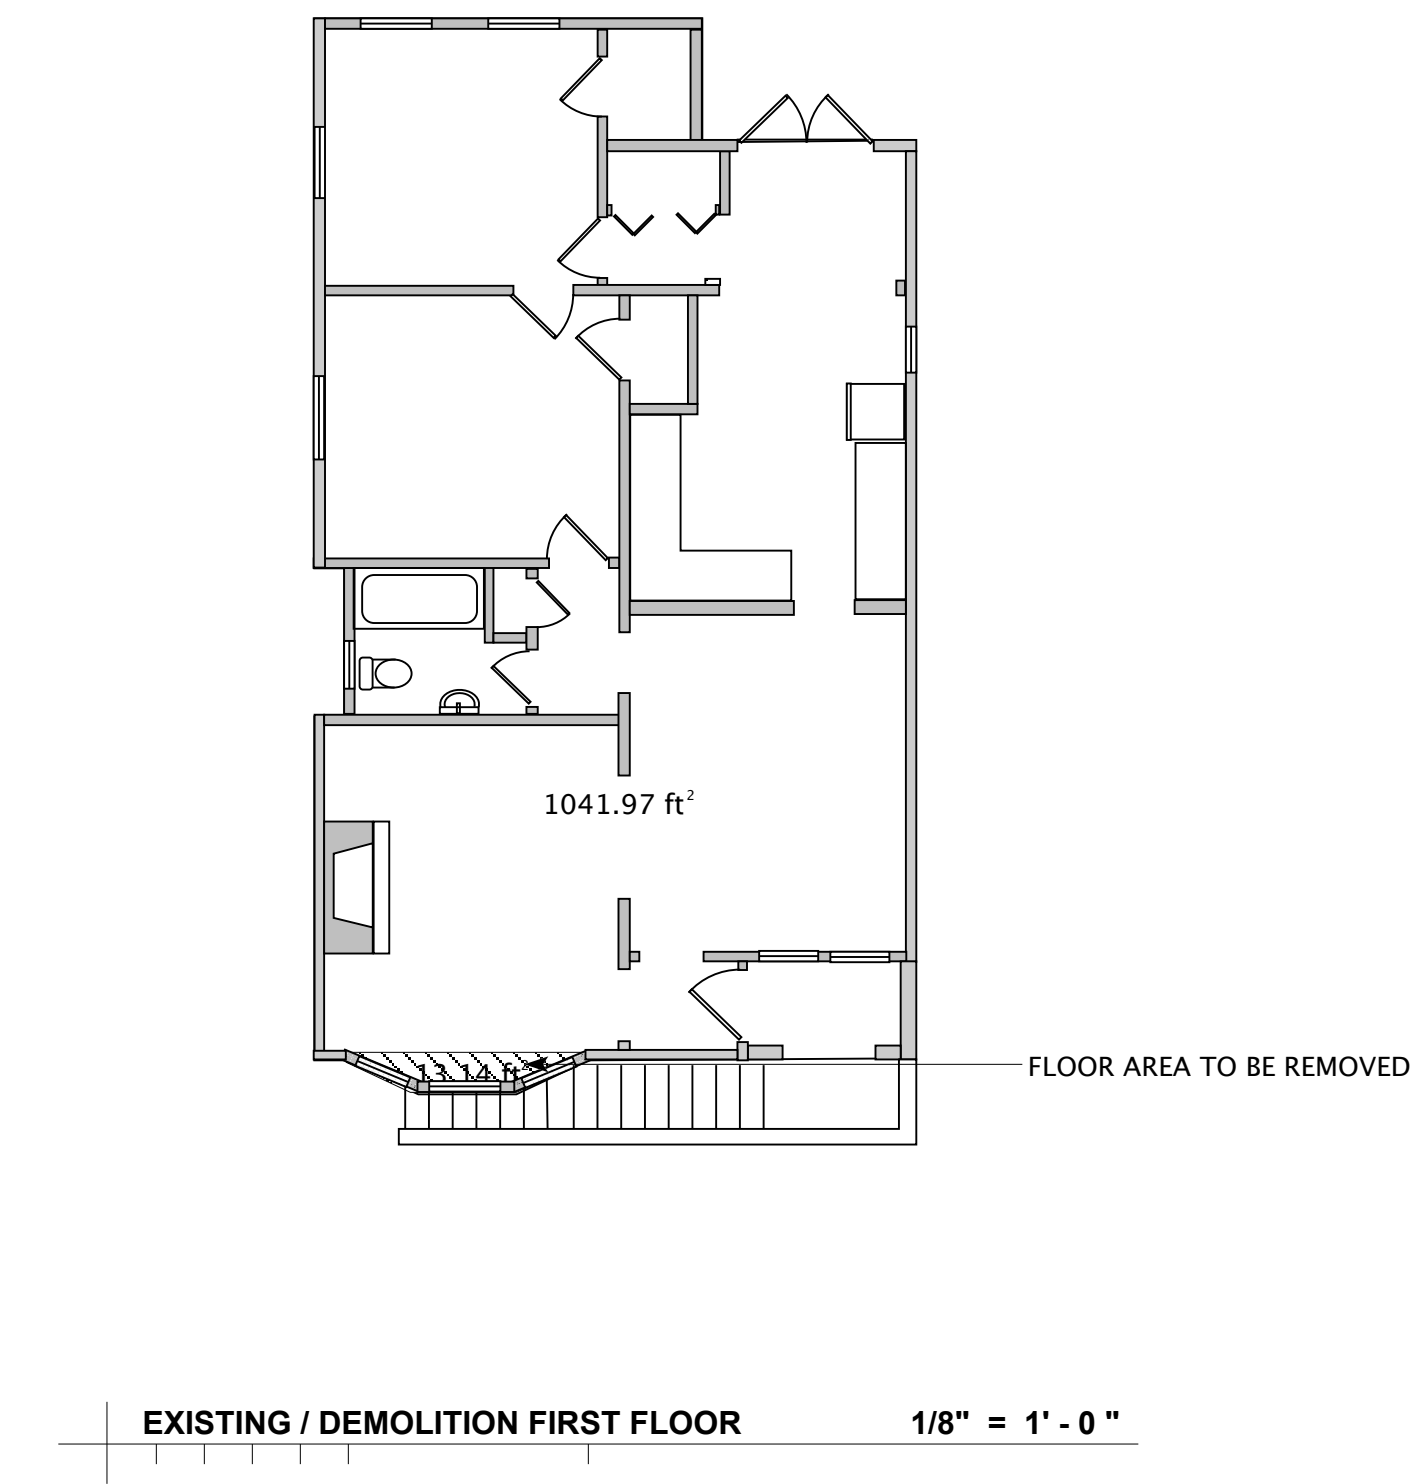 1041.97 ft²
13.14 ft²
FLOOR AREA TO BE REMOVED
EXISTING / DEMOLITION FIRST FLOOR 1/8" = 1' - 0 "